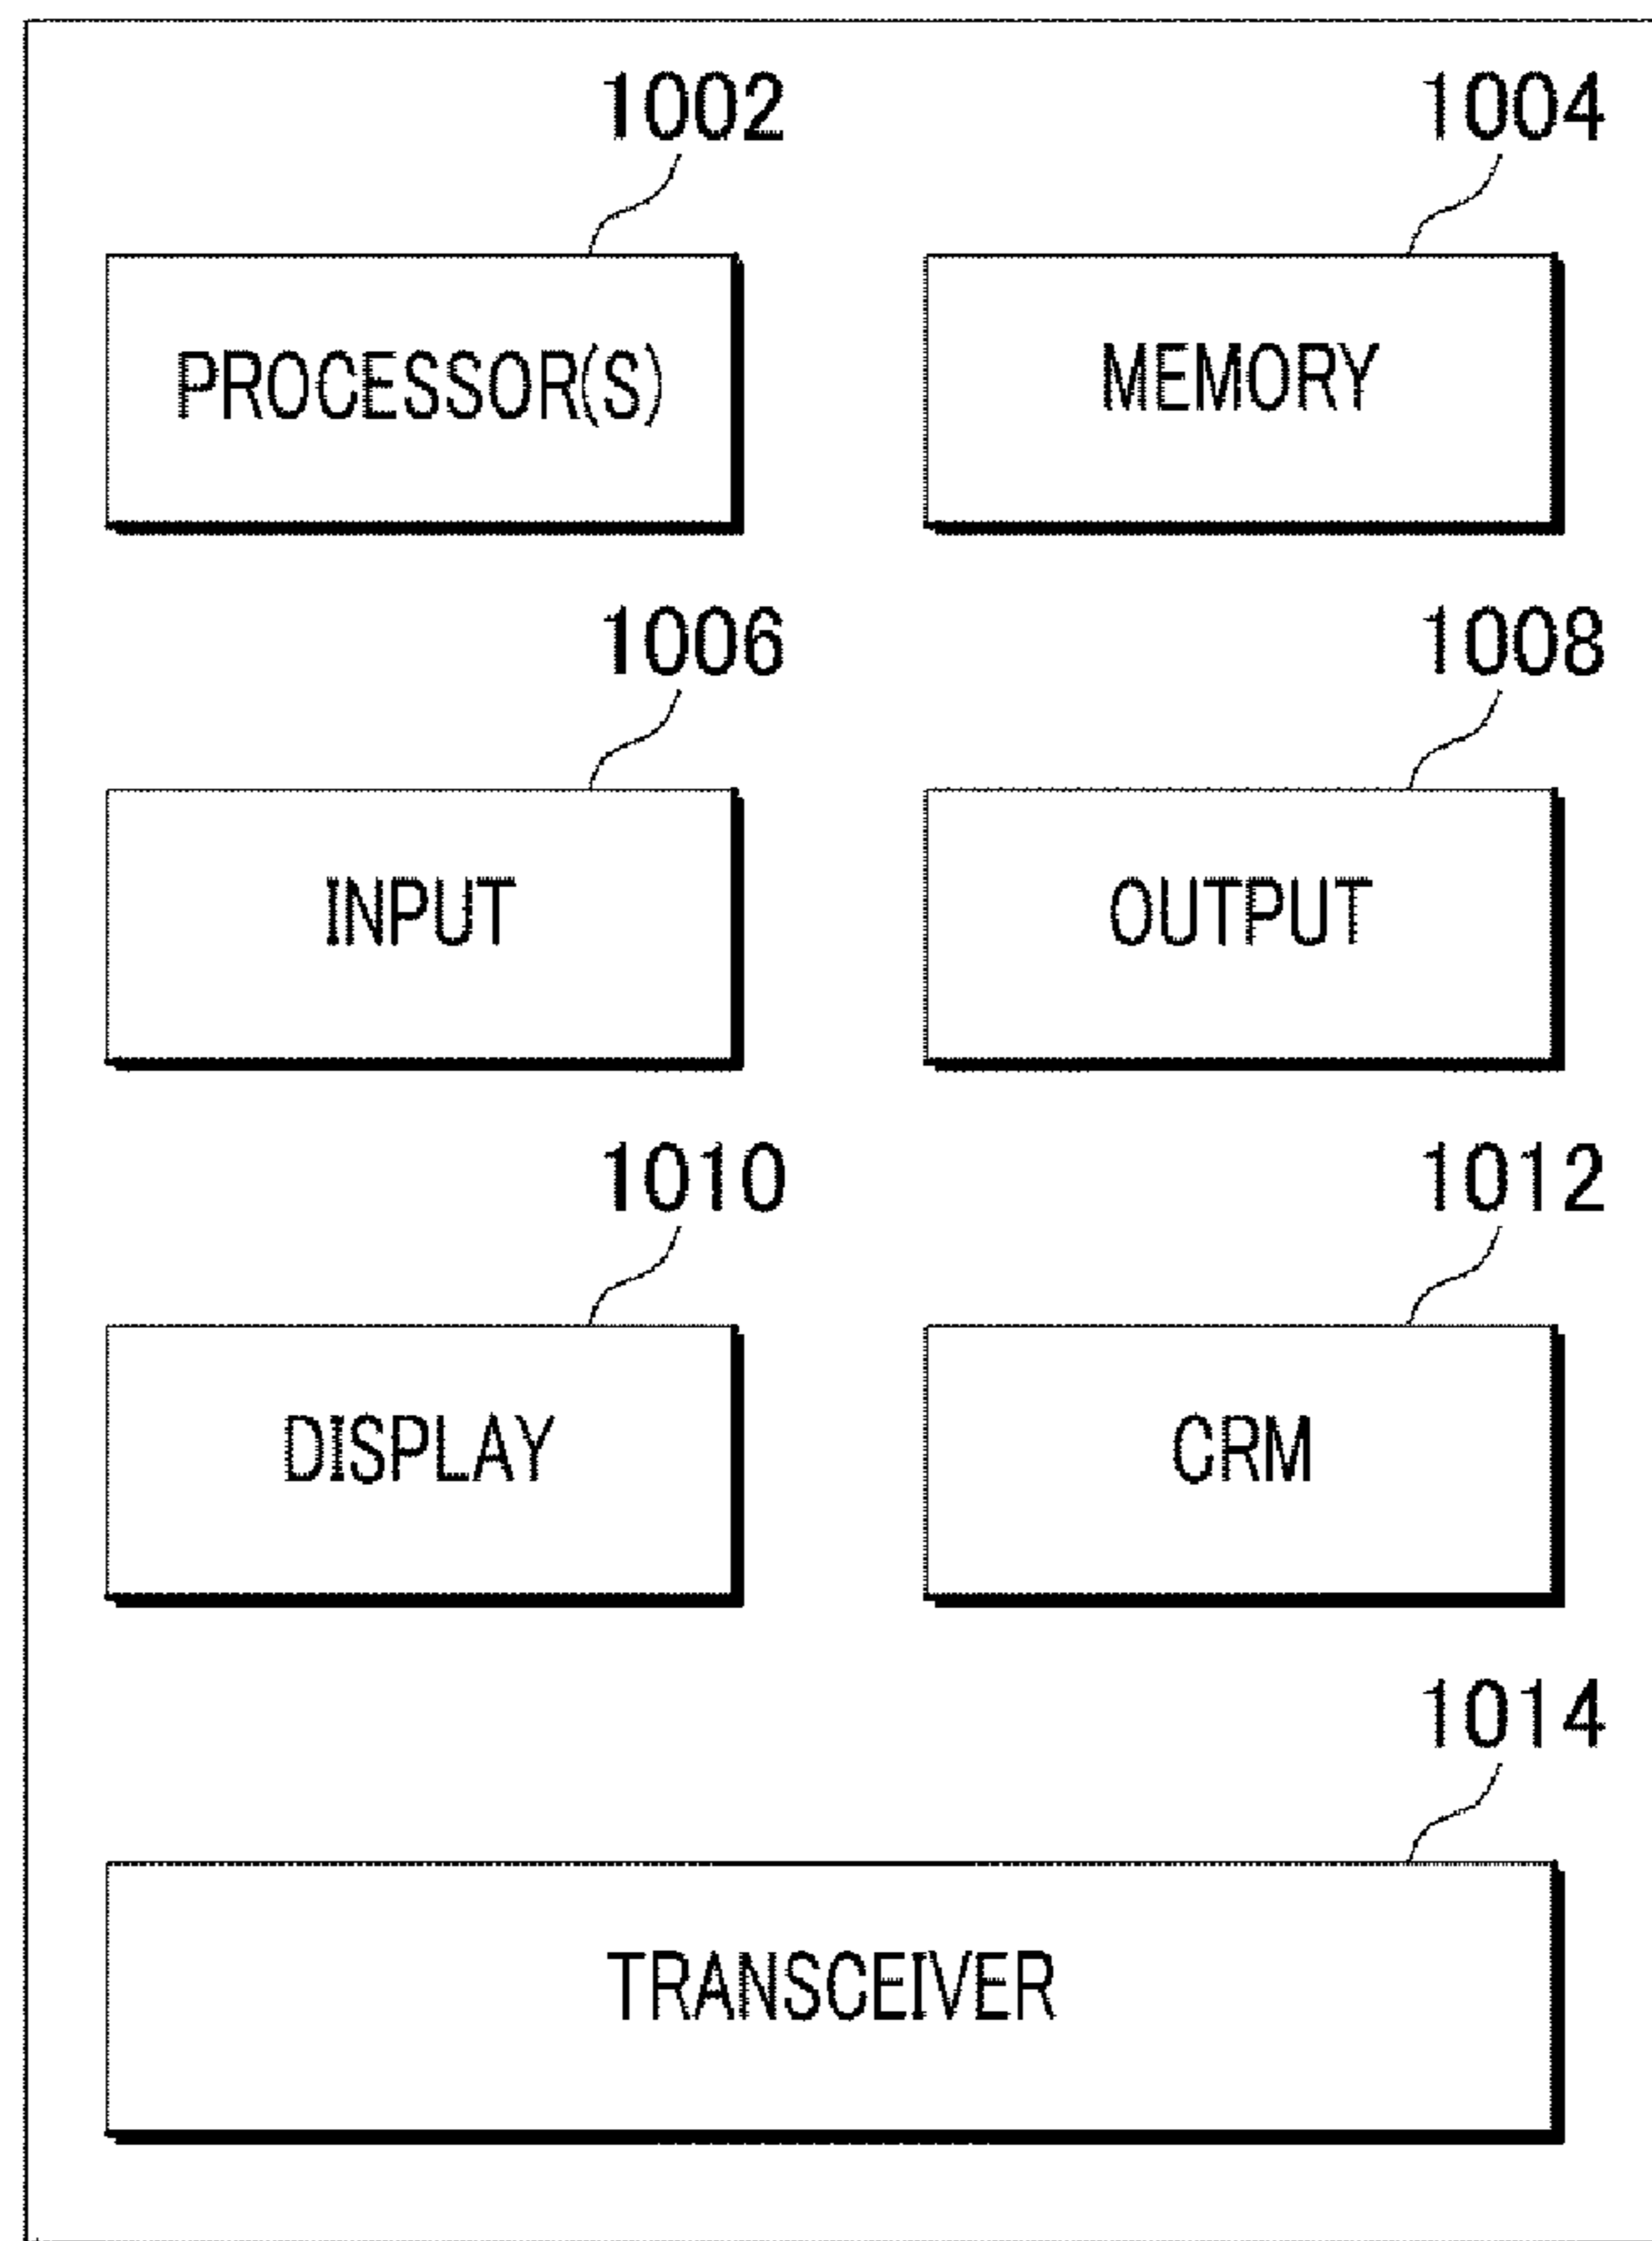 1002
1004
PROCESSOR(S)
MEMORY
1006
1008
INPUT
OUTPUT
1010
1012
DISPLAY
CRM
1014
TRANSCEIVER